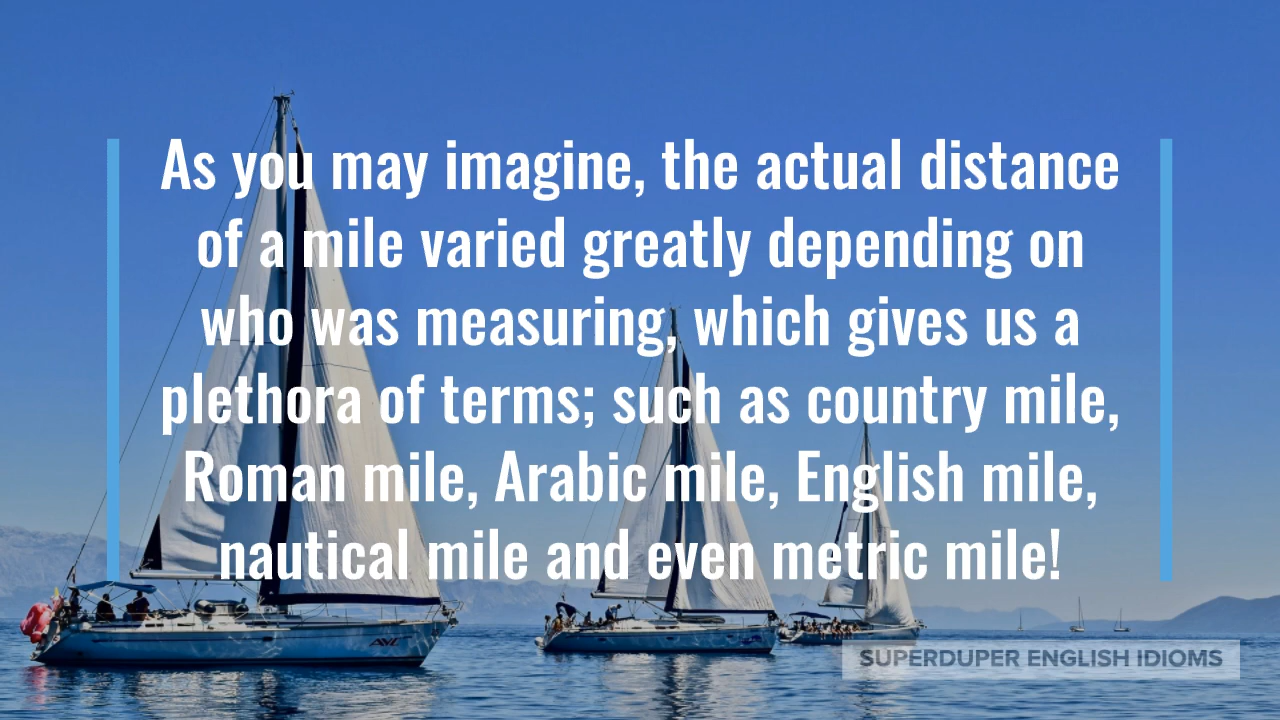 As you may imagine, the actual distance
of a mile varied greatly depending on
who was measuring, which gives us a
plethora of terms; such as country mile,
Roman mile, Arabic mile, English mile,
nautical mile and even metric mile!
AVL
SUPERDUPER ENGLISH IDIOMS